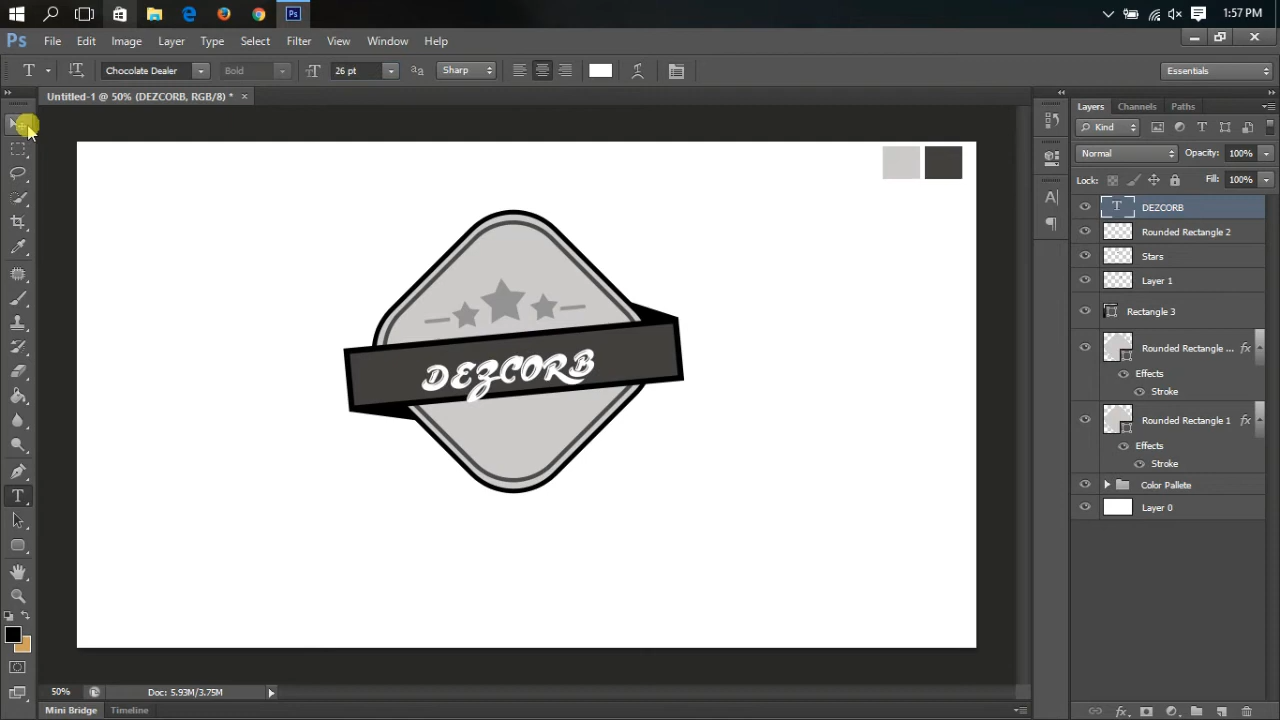 1:57 PM
Ps File Edit Image Layer Type Select Filter View Window Help
T Chocolate Dealer Bold 26 pt aa Sharp Essentials
Untitled-1 @ 50% (DEZCORB, RGB/8) * ×
Layers Channels Paths
Kind
Normal Opacity: 100%
Lock: Fill: 100%
T DEZCORB
Rounded Rectangle 2
Stars
Layer 1
Rectangle 3
Rounded Rectangle ... fx
Effects
Stroke
Rounded Rectangle 1 fx
Effects
Stroke
Color Pallete
Layer 0
DEZCORB
50% Doc: 5.93M/3.75M
Mini Bridge Timeline